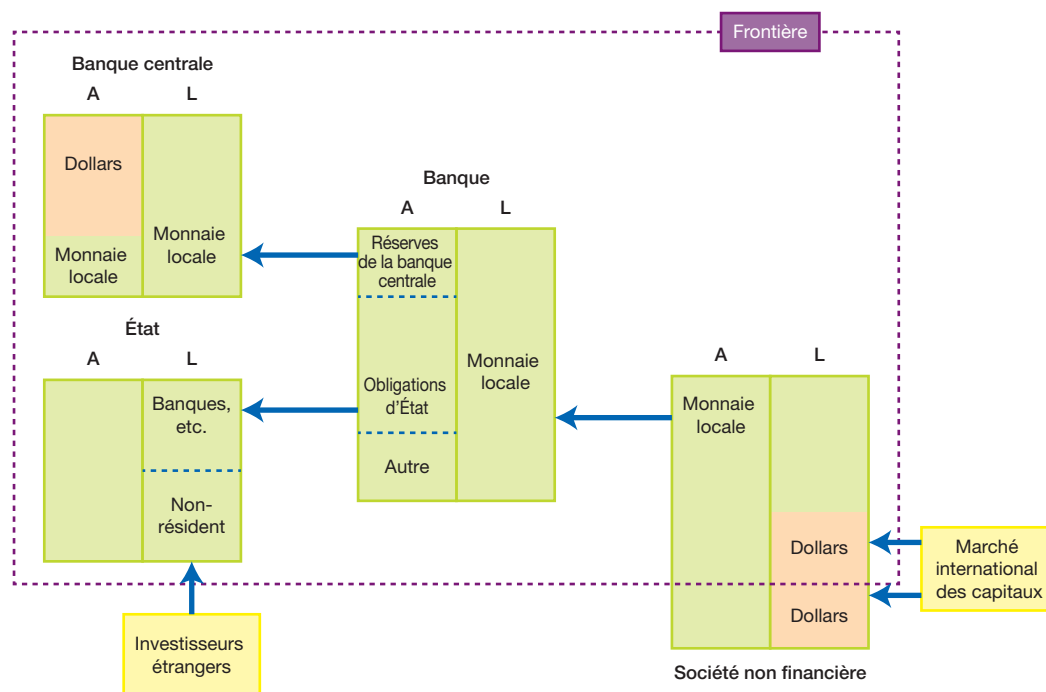 Frontière
Banque centrale
A L
Dollars
Monnaie
locale
Monnaie
locale
Banque
A L
Réserves
de la banque
centrale
Obligations
d'État
Autre
Monnaie
locale
État
A L
Banques,
etc.
Non-
résident
Investisseurs
étrangers
A L
Monnaie
locale
Dollars
Dollars
Société non financière
Marché
international
des capitaux